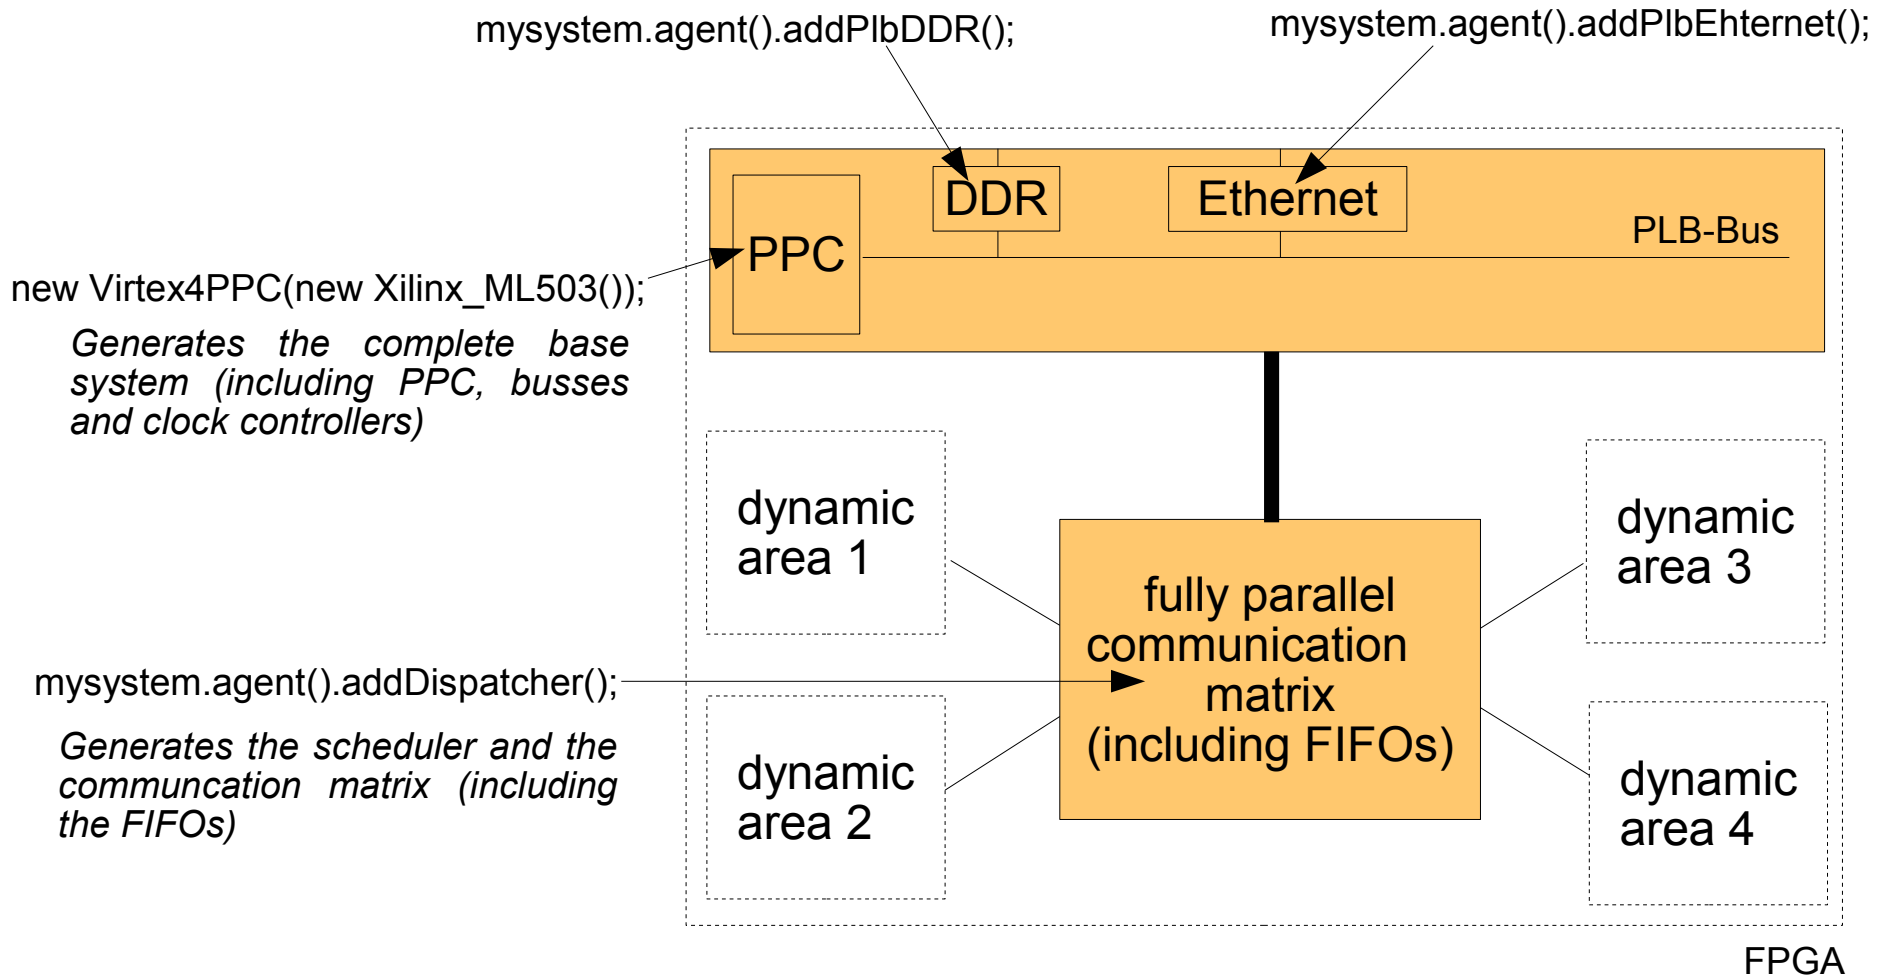 mysystem.agent().addPlbDDR();
mysystem.agent().addPlbEhternet();
DDR
Ethernet
PLB-Bus
PPC
new Virtex4PPC(new Xilinx_ML503());
Generates the complete base
system (including PPC, busses
and clock controllers)
dynamic
area 1
dynamic
area 3
fully parallel
communication
matrix
(including FIFOs)
mysystem.agent().addDispatcher();
Generates the scheduler and the
communcation matrix (including
the FIFOs)
dynamic
area 2
dynamic
area 4
FPGA